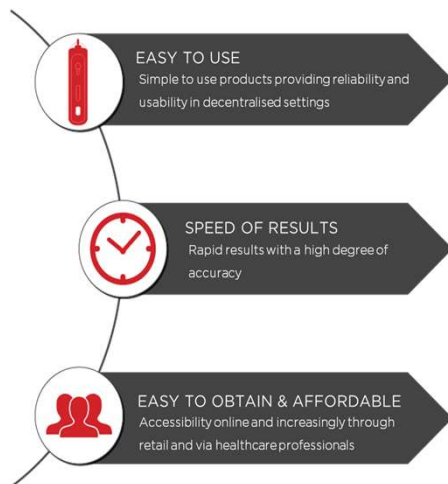 EASY TO USE
Simple to use products providing reliability and
usability in decentralised settings
SPEED OF RESULTS
Rapid results with a high degree of
accuracy
EASY TO OBTAIN & AFFORDABLE
Accessibility online and increasingly through
retail and via healthcare professionals